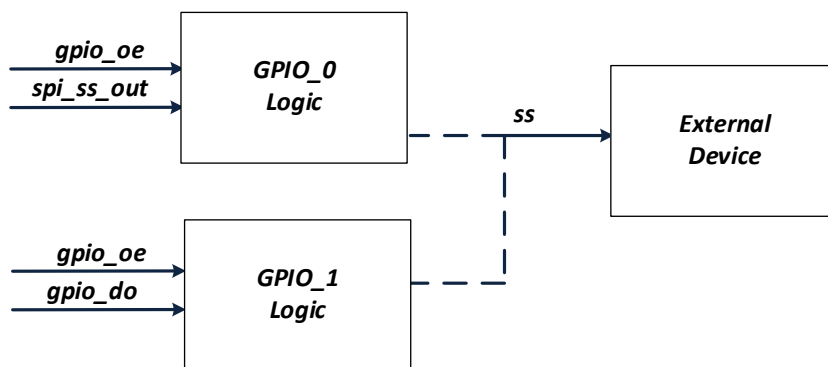 gpio_oe
spi_ss_out
GPIO_0
Logic
ss
External
Device
gpio_oe
gpio_do
GPIO_1
Logic